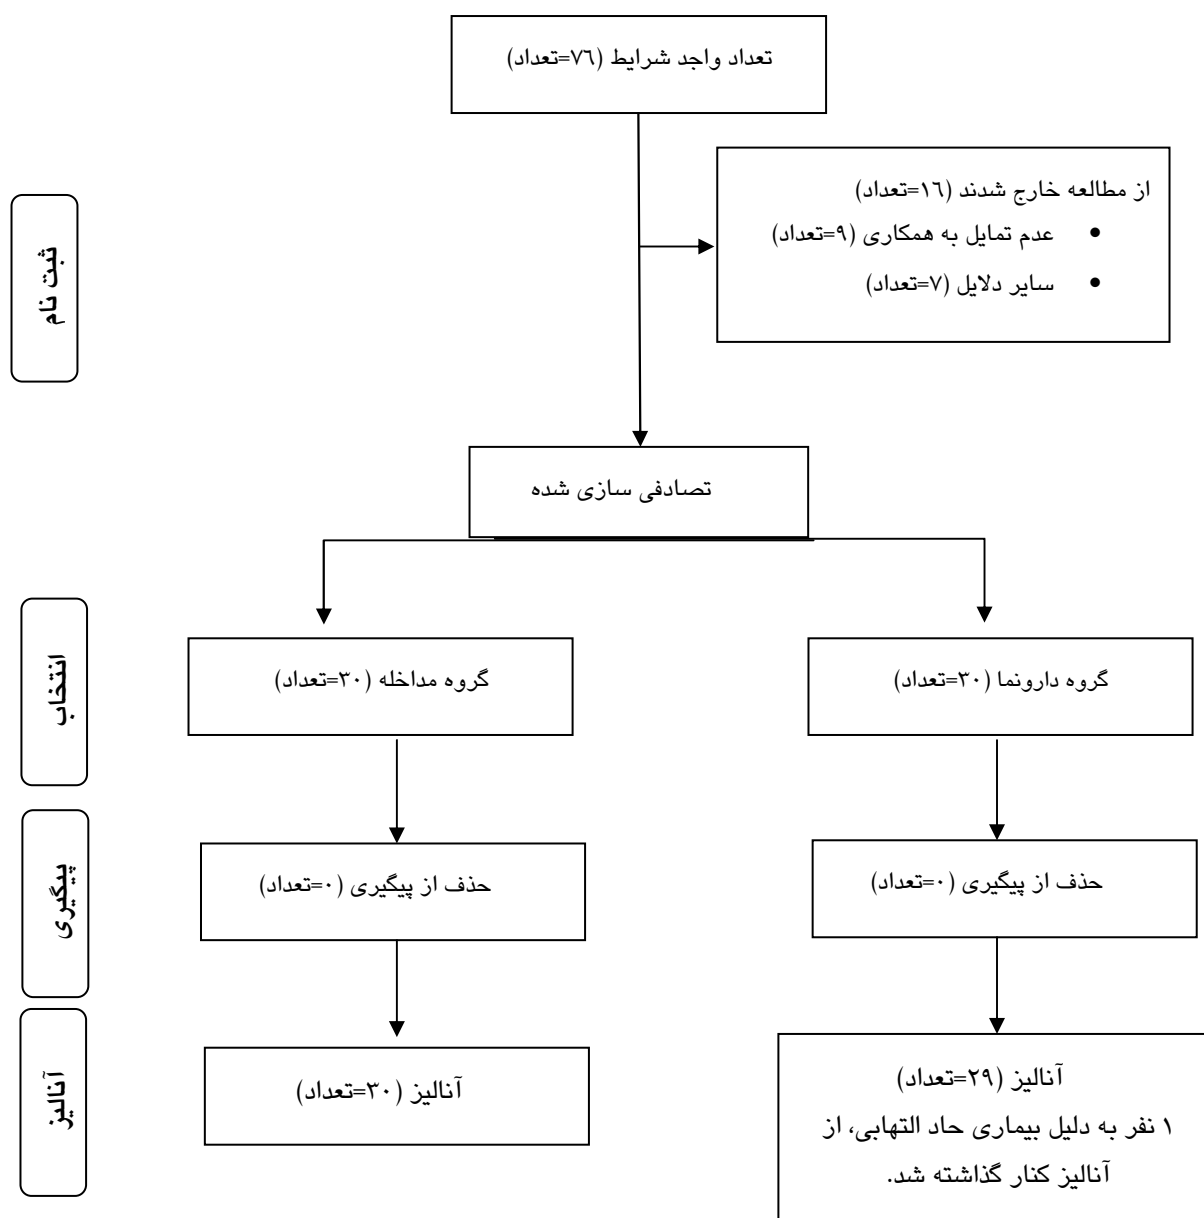 تعداد واجد شرایط (۷۶=تعداد)
از مطالعه خارج شدند (۱۶=تعداد)
• عدم تمایل به همکاری (۹=تعداد)
• سایر دلایل (۷=تعداد)
ثبت نام
تصادفی سازی شده
انتخاب
گروه دارونما (۳۰=تعداد)
گروه مداخله (۳۰=تعداد)
پیگیری
حذف از پیگیری (۰=تعداد)
حذف از پیگیری (۰=تعداد)
آنالیز
آنالیز (۲۹=تعداد)
۱ نفر به دلیل بیماری حاد التهابی، از
آنالیز کنار گذاشته شد.
آنالیز (۳۰=تعداد)